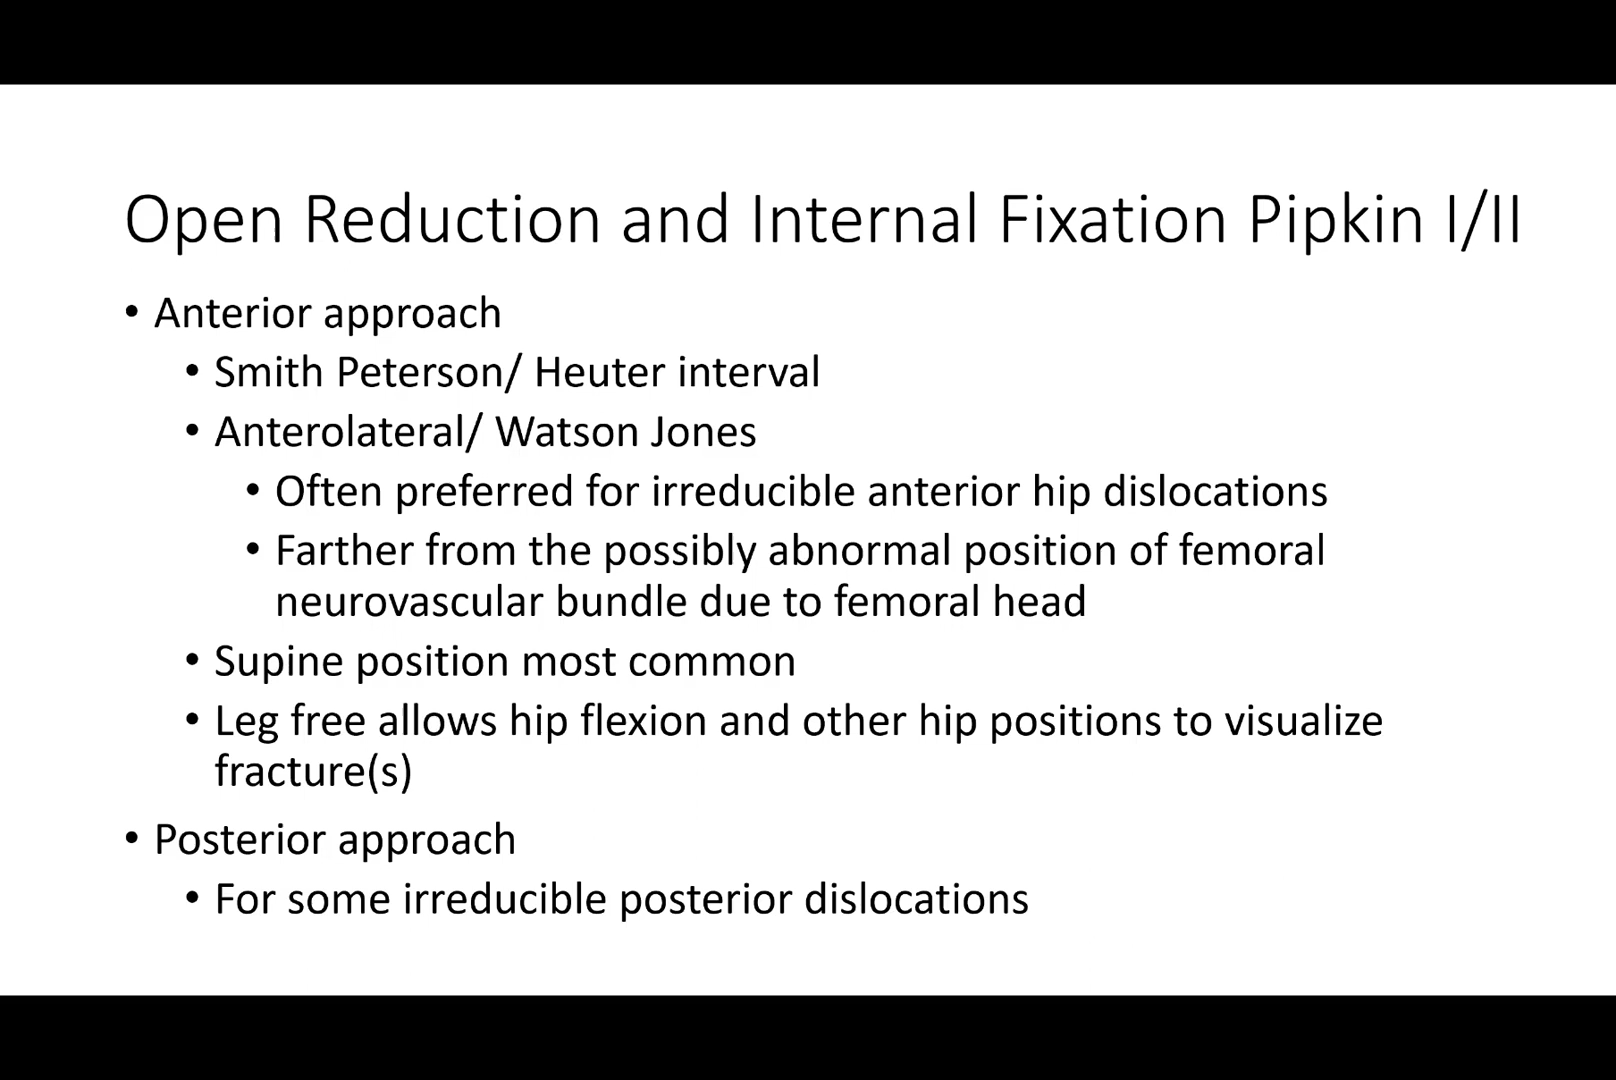 Open Reduction and Internal Fixation Pipkin I/II
• Anterior approach
• Smith Peterson/ Heuter interval
• Anterolateral/ Watson Jones
• Often preferred for irreducible anterior hip dislocations
• Farther from the possibly abnormal position of femoral
neurovascular bundle due to femoral head
• Supine position most common
• Leg free allows hip flexion and other hip positions to visualize
fracture(s)
• Posterior approach
• For some irreducible posterior dislocations